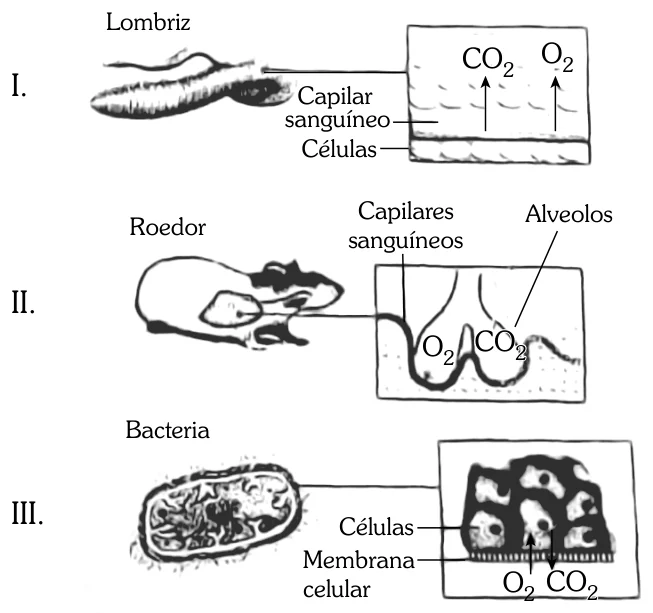 Lombriz
I.
CO2 O2
Capilar
sanguíneo
Células
Roedor
Capilares
sanguíneos
Alveolos
II.
O2 CO2
Bacteria
III.
Células
Membrana
celular
O2 CO2